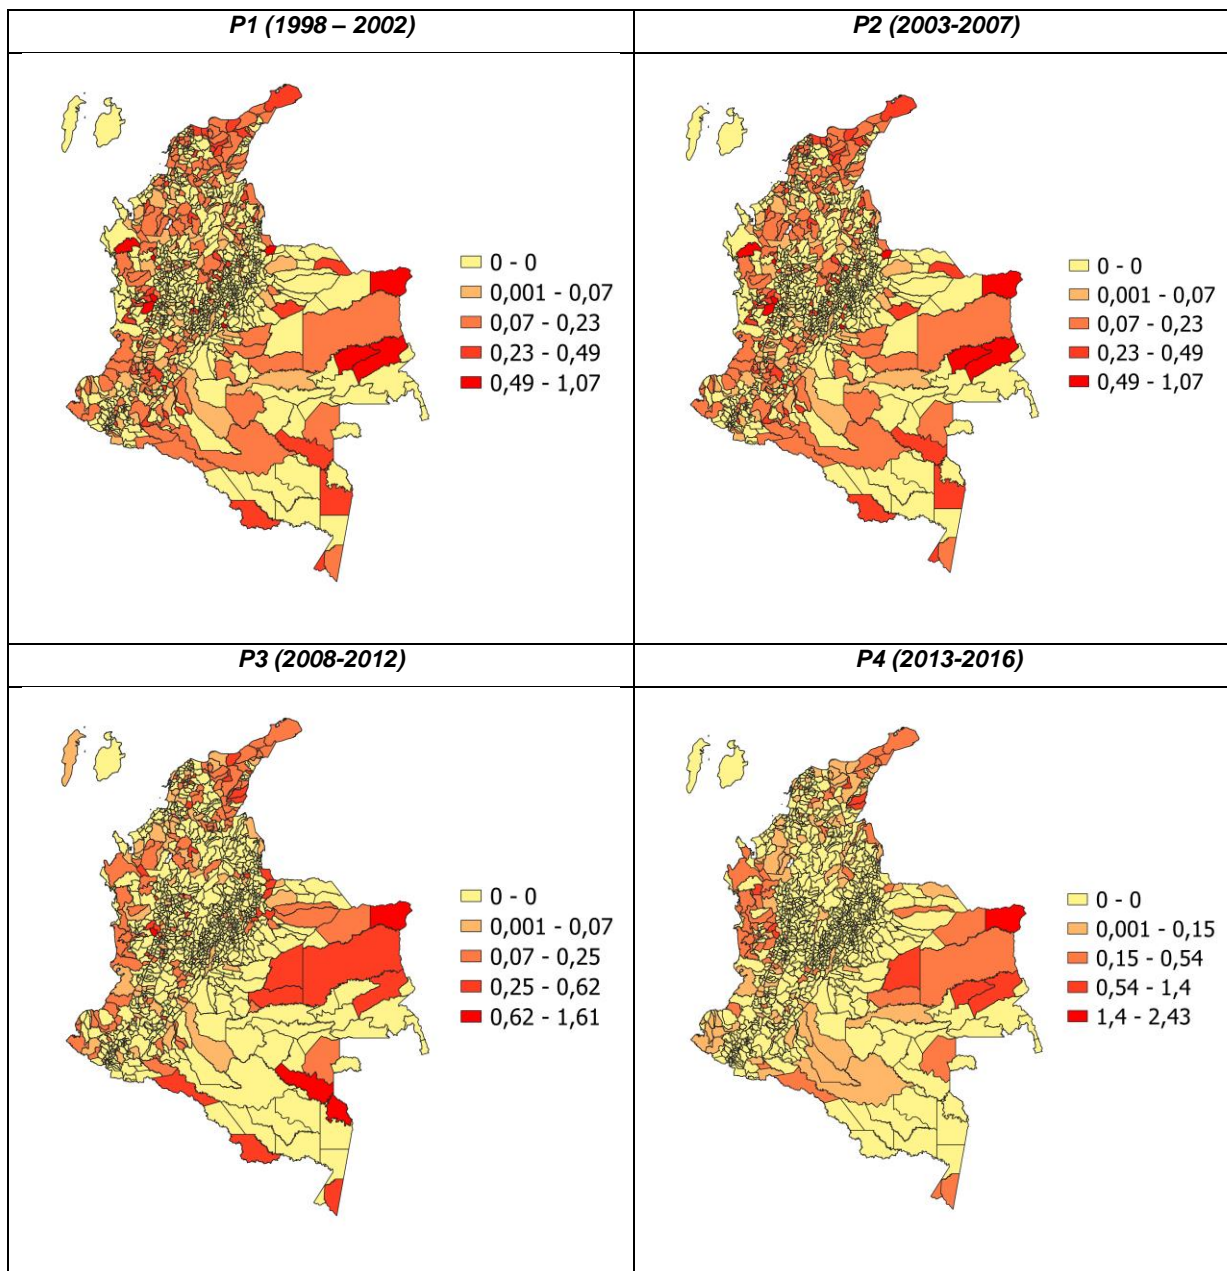 P1 (1998 – 2002)
P2 (2003-2007)
0 - 0
0,001 - 0,07
0,07 - 0,23
0,23 - 0,49
0,49 - 1,07
0 - 0
0,001 - 0,07
0,07 - 0,23
0,23 - 0,49
0,49 - 1,07
P3 (2008-2012)
P4 (2013-2016)
0 - 0
0,001 - 0,07
0,07 - 0,25
0,25 - 0,62
0,62 - 1,61
0 - 0
0,001 - 0,15
0,15 - 0,54
0,54 - 1,4
1,4 - 2,43